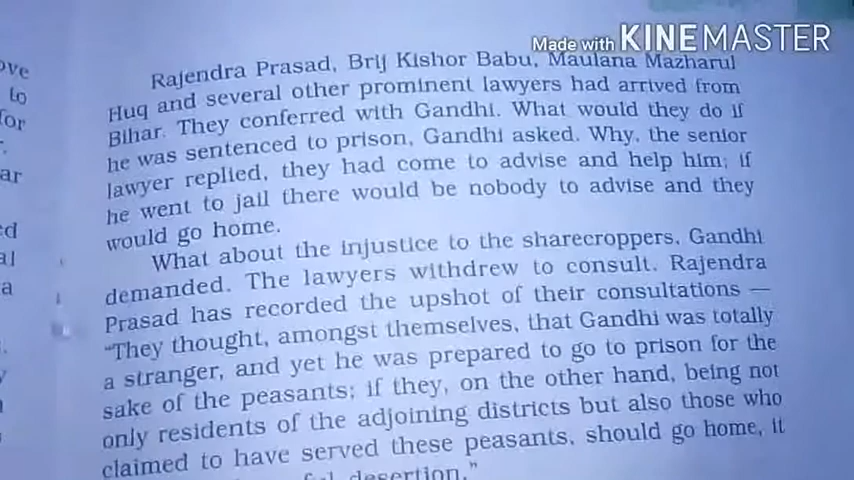 Made with KINEMASTER
Rajendra Prasad, Brij Kishor Babu, Maulana Mazharul
Huq and several other prominent lawyers had arrived from
Bihar. They conferred with Gandhi. What would they do if
he was sentenced to prison, Gandhi asked. Why, the senior
lawyer replied, they had come to advise and help him; if
he went to jail there would be nobody to advise and they
would go home.
What about the injustice to the sharecroppers, Gandhi
demanded. The lawyers withdrew to consult. Rajendra
Prasad has recorded the upshot of their consultations —
“They thought, amongst themselves, that Gandhi was totally
a stranger, and yet he was prepared to go to prison for the
sake of the peasants; if they, on the other hand, being not
only residents of the adjoining districts but also those who
claimed to have served these peasants, should go home, it
desertion.”
ove
to
for
ar
ed
al
a